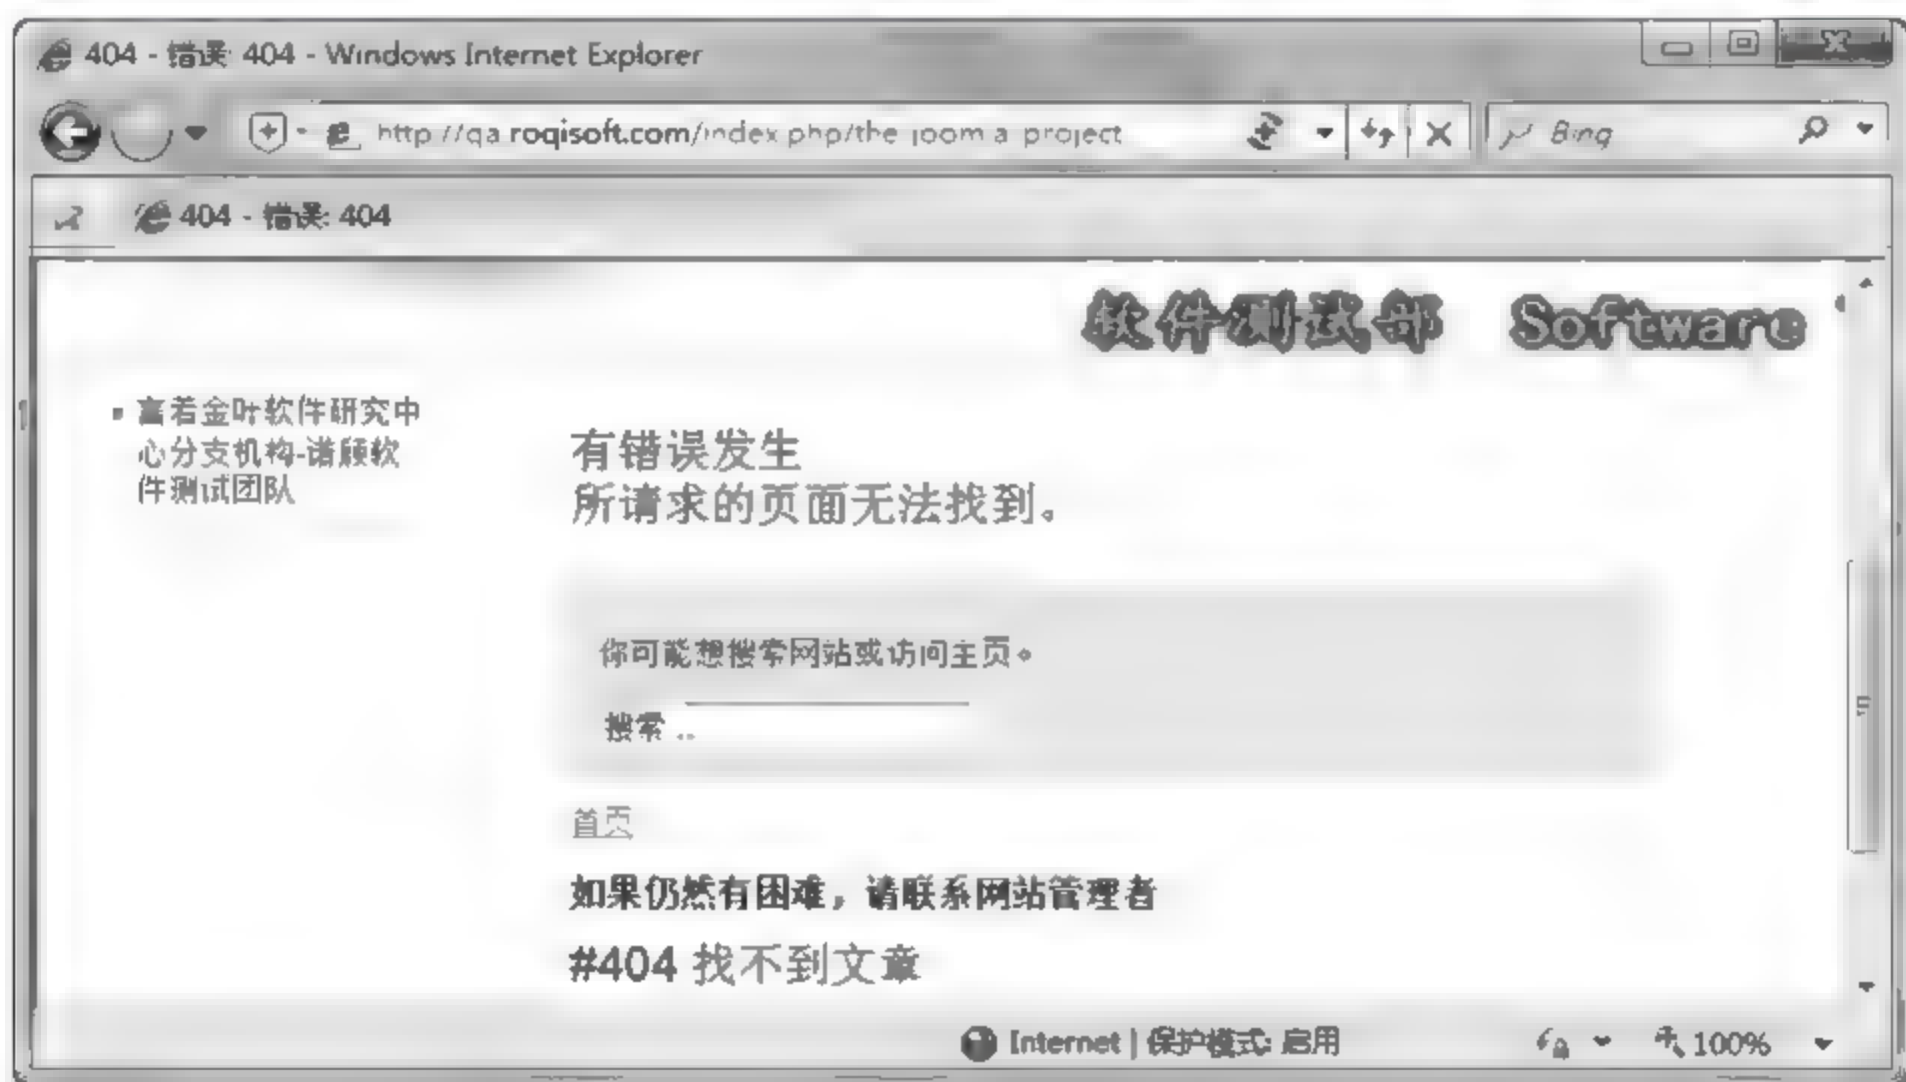 404 - 错误: 404 - Windows Internet Explorer
http://qa.roqisoft.com/index.php/the-joomla-project
Bing
404 - 错误: 404
软件测试部 Software
言若金叶软件研究中
心分支机构-诺颀软
件测试团队
有错误发生
所请求的页面无法找到。
你可能想搜索网站或访问主页。
搜索 ..
首页
如果仍然有困难，请联系网站管理者
#404 找不到文章
Internet | 保护模式: 启用
100%